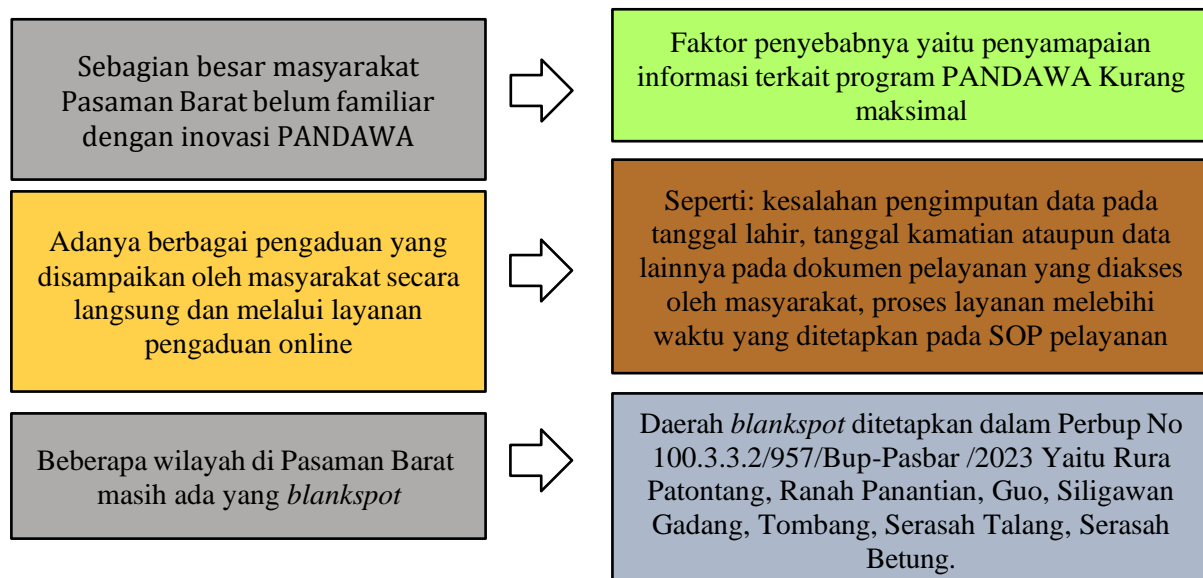 Sebagian besar masyarakat
Pasaman Barat belum familiar
dengan inovasi PANDAWA
Faktor penyebabnya yaitu penyamapaian
informasi terkait program PANDAWA Kurang
maksimal
Adanya berbagai pengaduan yang
disampaikan oleh masyarakat secara
langsung dan melalui layanan
pengaduan online
Seperti: kesalahan pengimputan data pada
tanggal lahir, tanggal kamatian ataupun data
lainnya pada dokumen pelayanan yang diakses
oleh masyarakat, proses layanan melebihi
waktu yang ditetapkan pada SOP pelayanan
Beberapa wilayah di Pasaman Barat
masih ada yang blankspot
Daerah blankspot ditetapkan dalam Perbup No
100.3.3.2/957/Bup-Pasbar /2023 Yaitu Rura
Patontang, Ranah Panantian, Guo, Siligawan
Gadang, Tombang, Serasah Talang, Serasah
Betung.